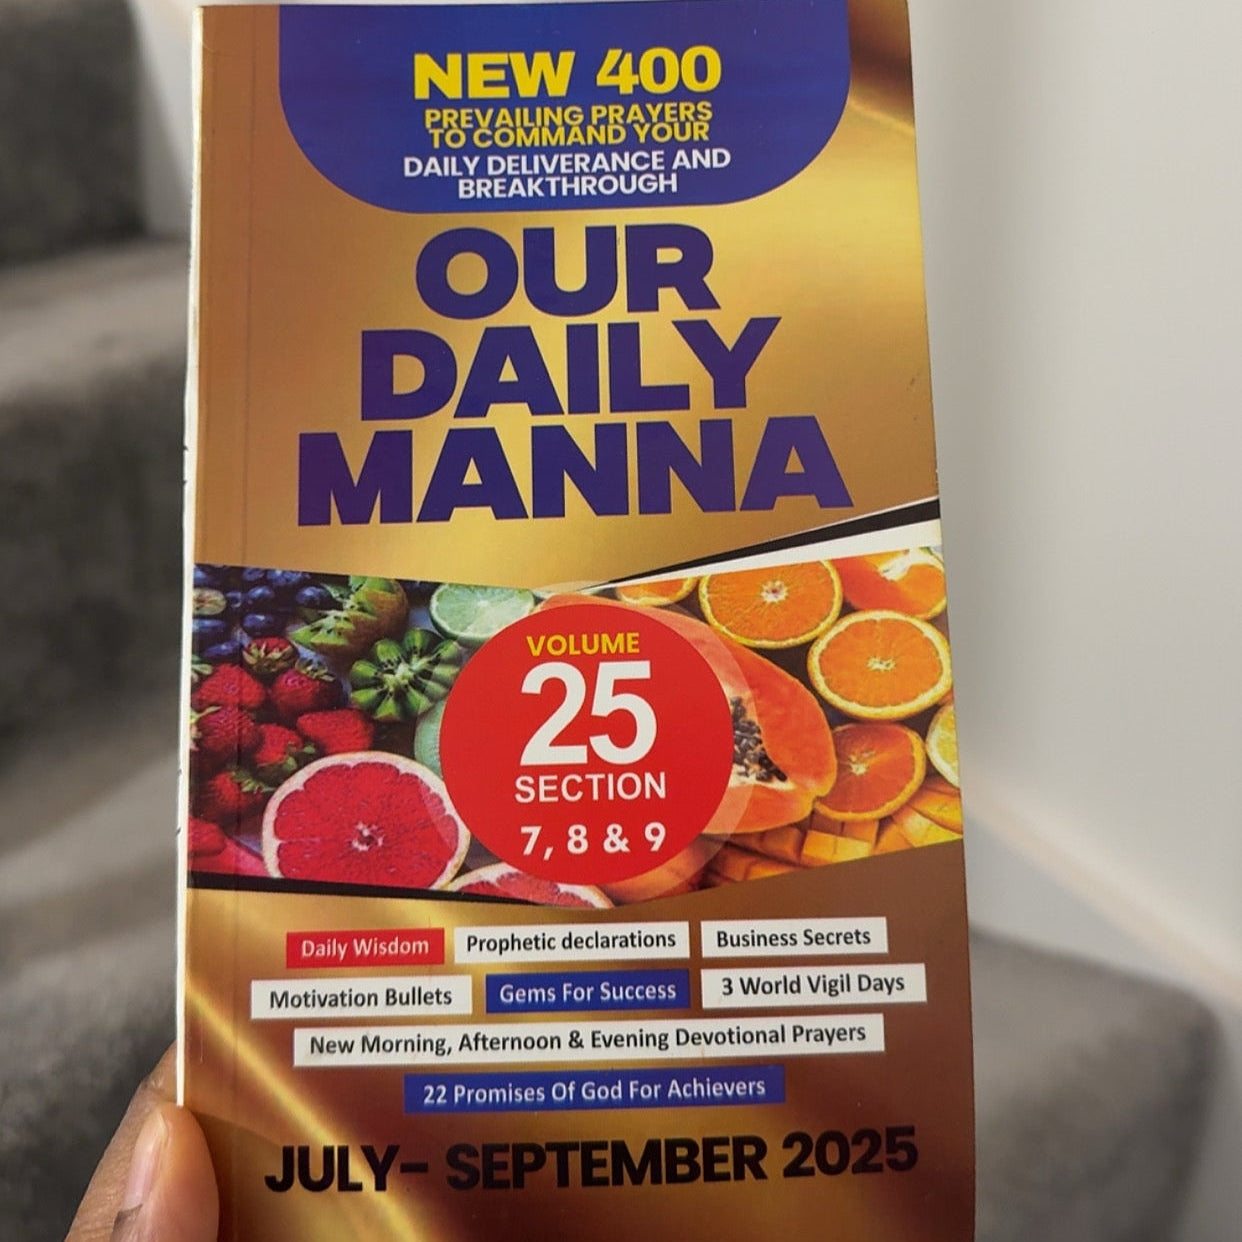 NEW 400
PREVAILING PRAYERS
TO COMMAND YOUR
DAILY DELIVERANCE AND
BREAKTHROUGH
OUR
DAILY
MANNA
VOLUME
25
SECTION
7, 8 & 9
Daily Wisdom
Prophetic declarations
Business Secrets
Motivation Bullets
Gems For Success
3 World Vigil Days
New Morning, Afternoon & Evening Devotional Prayers
22 Promises Of God For Achievers
JULY- SEPTEMBER 2025